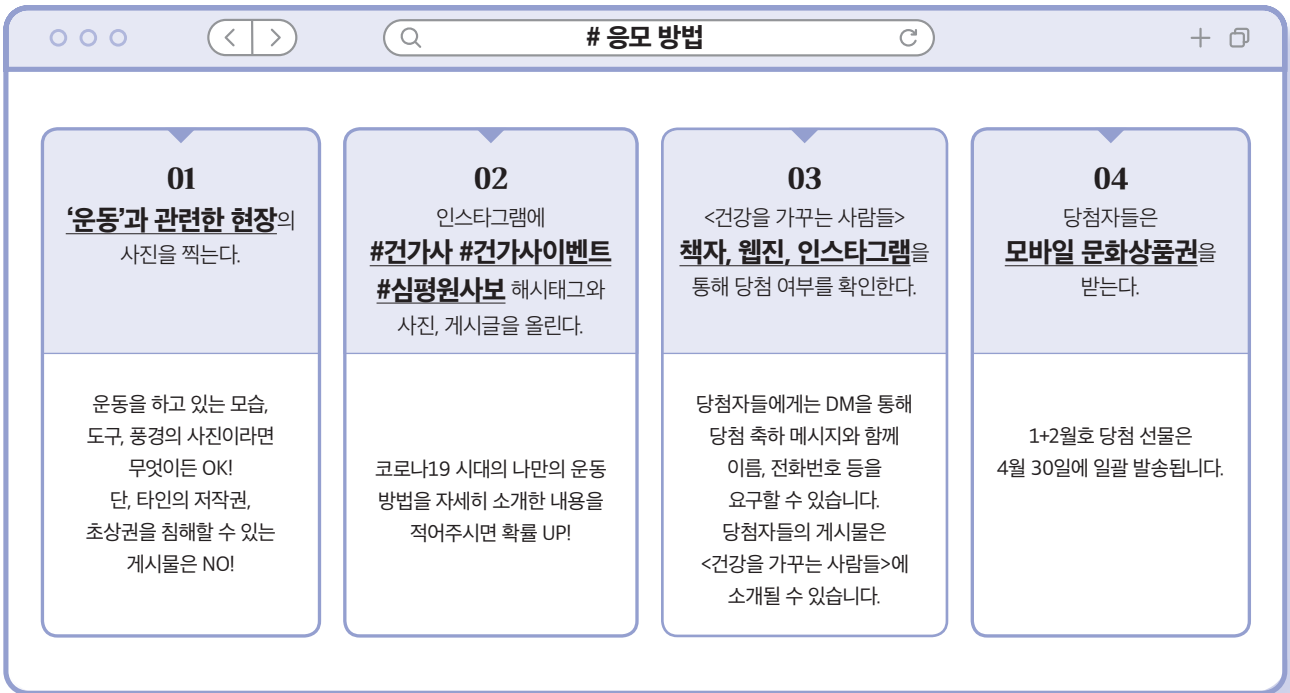 # 응모 방법
01
‘운동’과 관련한 현장의
사진을 찍는다.
운동을 하고 있는 모습,
도구, 풍경의 사진이라면
무엇이든 OK!
단, 타인의 저작권,
초상권을 침해할 수 있는
게시물은 NO!
02
인스타그램에
#건가사 #건가사이벤트
#심평원사보 해시태그와
사진, 게시글을 올린다.
코로나19 시대의 나만의 운동
방법을 자세히 소개한 내용을
적어주시면 확률 UP!
03
<건강을 가꾸는 사람들>
책자, 웹진, 인스타그램을
통해 당첨 여부를 확인한다.
당첨자들에게는 DM을 통해
당첨 축하 메시지와 함께
이름, 전화번호 등을
요구할 수 있습니다.
당첨자들의 게시물은
<건강을 가꾸는 사람들>에
소개될 수 있습니다.
04
당첨자들은
모바일 문화상품권을
받는다.
1+2월호 당첨 선물은
4월 30일에 일괄 발송됩니다.